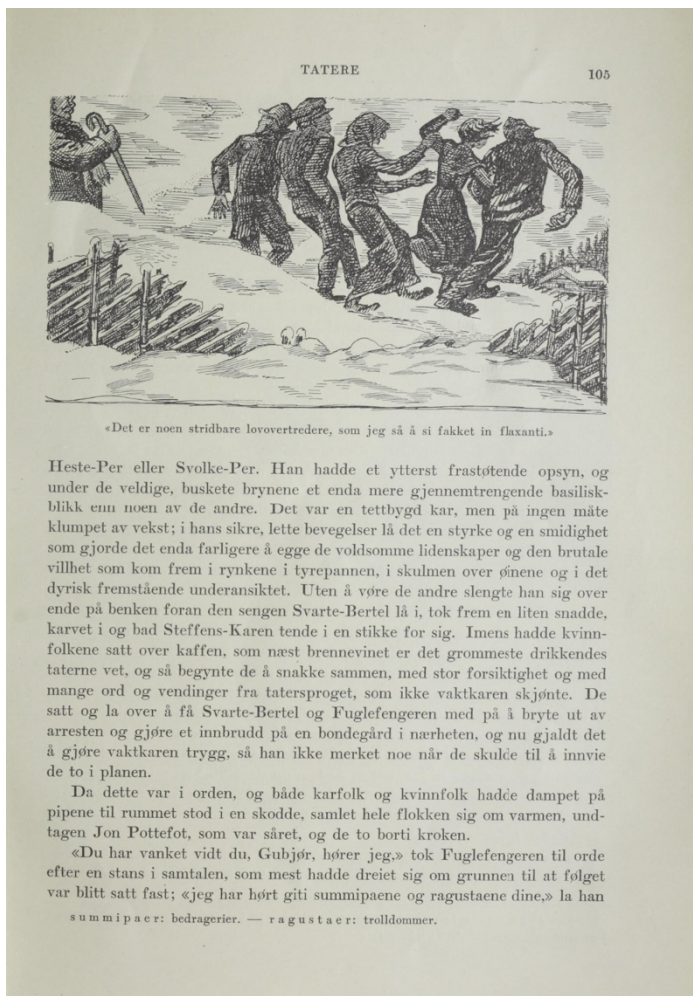 TATERE
105
«Det er noen stridbare lovovertredere, som jeg så å si fakket in flaxanti.»
Heste-Per eller Svolke-Per. Han hadde et ytterst frastøtende opsyn, og
under de veldige, buskete brynene et enda mere gjennemtrengende basilisk-
blikk enn noen av de andre. Det var en tettbygd kar, men på ingen måte
klumpet av vekst; i hans sikre, lette bevegelser lå det en styrke og en smidighet
som gjorde det enda farligere å egge de voldsomme lidenskaper og den brutale
villhet som kom frem i rynkene i tyrepannen, i skulmen over øinene og i det
dyrisk fremstående underansiktet. Uten å vøre de andre slengte han sig over
ende på benken foran den sengen Svarte-Bertel lå i, tok frem en liten snadde,
karvet i og bad Steffens-Karen tende i en stikke for sig. Imens hadde kvinn-
folkene satt over kaffen, som næst brennevinet er det grommeste drikkendes
taterne vet, og så begynte de å snakke sammen, med stor forsiktighet og med
mange ord og vendinger fra tatersproget, som ikke vaktkaren skjønte. De
satt og la over å få Svarte-Bertel og Fuglefengeren med på å bryte ut av
arresten og gjøre et innbrudd på en bondegård i nærheten, og nu gjaldt det
å gjøre vaktkaren trygg, så han ikke merket noe når de skulde til å innvie
de to i planen.
Da dette var i orden, og både karfolk og kvinnfolk hadde dampet på
pipene til rummet stod i en skodde, samlet hele flokken sig om varmen, und-
tagen Jon Pottefot, som var såret, og de to borti kroken.
«Du har vanket vidt du, Gubjør, hører jeg,» tok Fuglefengeren til orde
efter en stans i samtalen, som mest hadde dreiet sig om grunnen til at følget
var blitt satt fast; «jeg har hørt giti summipaene og ragustaene dine,» la han
summipaer: bedragerier. — ragustaer: trolldommer.